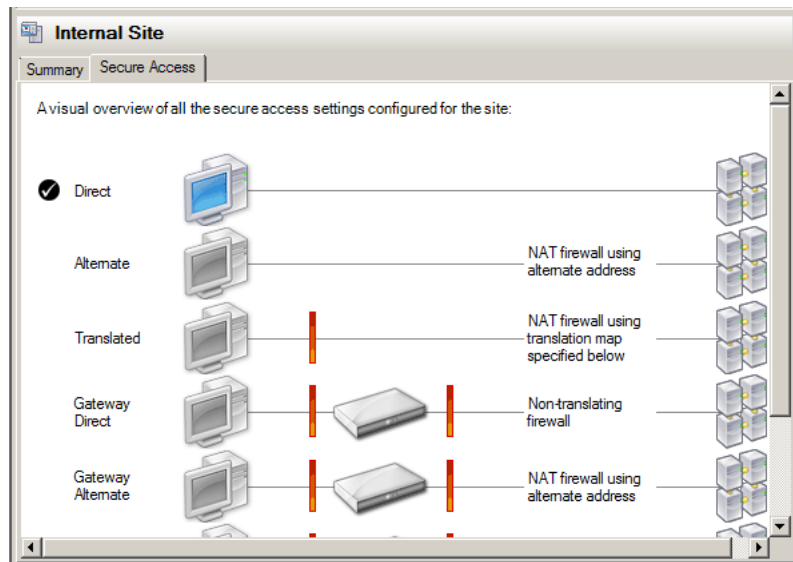 Internal Site
Summary
Secure Access
A visual overview of all the secure access settings configured for the site:
Direct
Alternate
NAT firewall using
alternate address
Translated
NAT firewall using
translation map
specified below
Gateway
Direct
Non-translating
firewall
Gateway
Alternate
NAT firewall using
alternate address